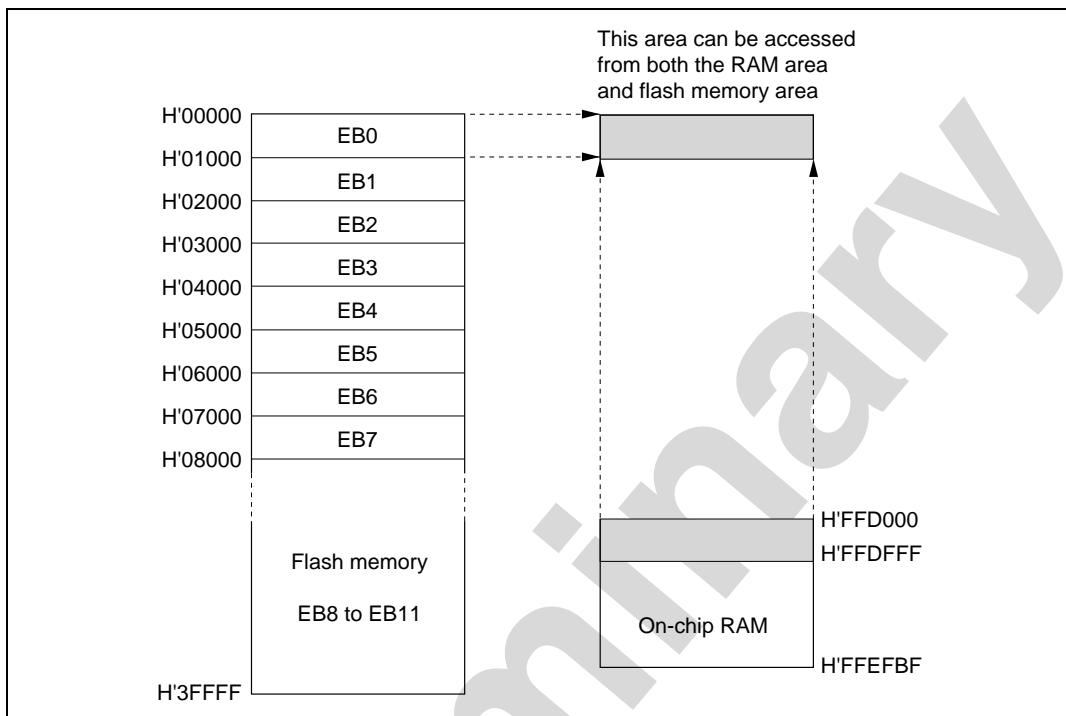 This area can be accessed
from both the RAM area
and flash memory area
H'00000
EB0
H'01000
EB1
H'02000
EB2
H'03000
EB3
H'04000
EB4
H'05000
EB5
H'06000
EB6
H'07000
EB7
H'08000
Flash memory
EB8 to EB11
H'3FFFF
H'FFD000
H'FFDFFF
On-chip RAM
H'FFEFBF
minary